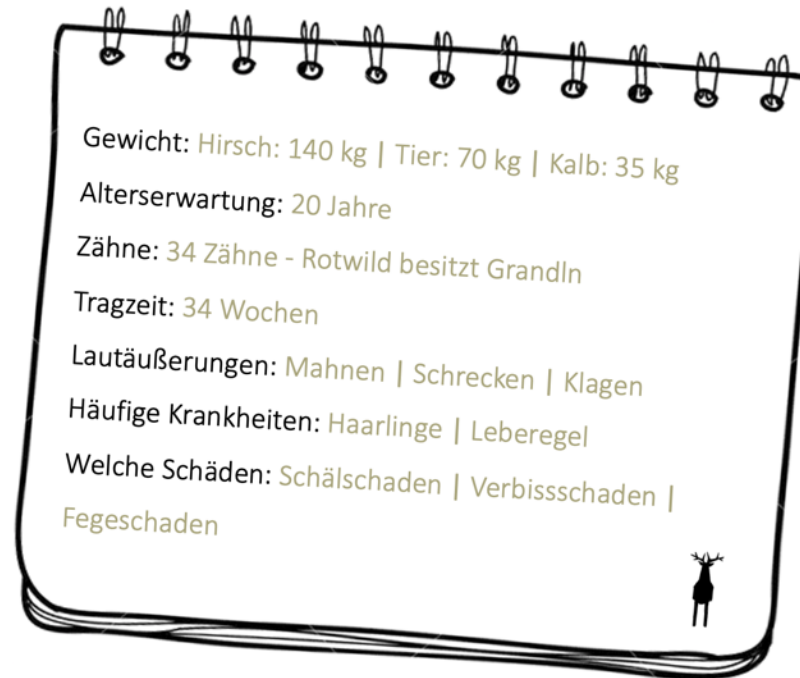 Gewicht: Hirsch: 140 kg | Tier: 70 kg | Kalb: 35 kg
Alterserwartung: 20 Jahre
Zähne: 34 Zähne - Rotwild besitzt Grandln
Tragzeit: 34 Wochen
Lautäußerungen: Mahnen | Schrecken | Klagen
Häufige Krankheiten: Haarlinge | Leberegel
Welche Schäden: Schälschaden | Verbissschaden |
Fegeschaden